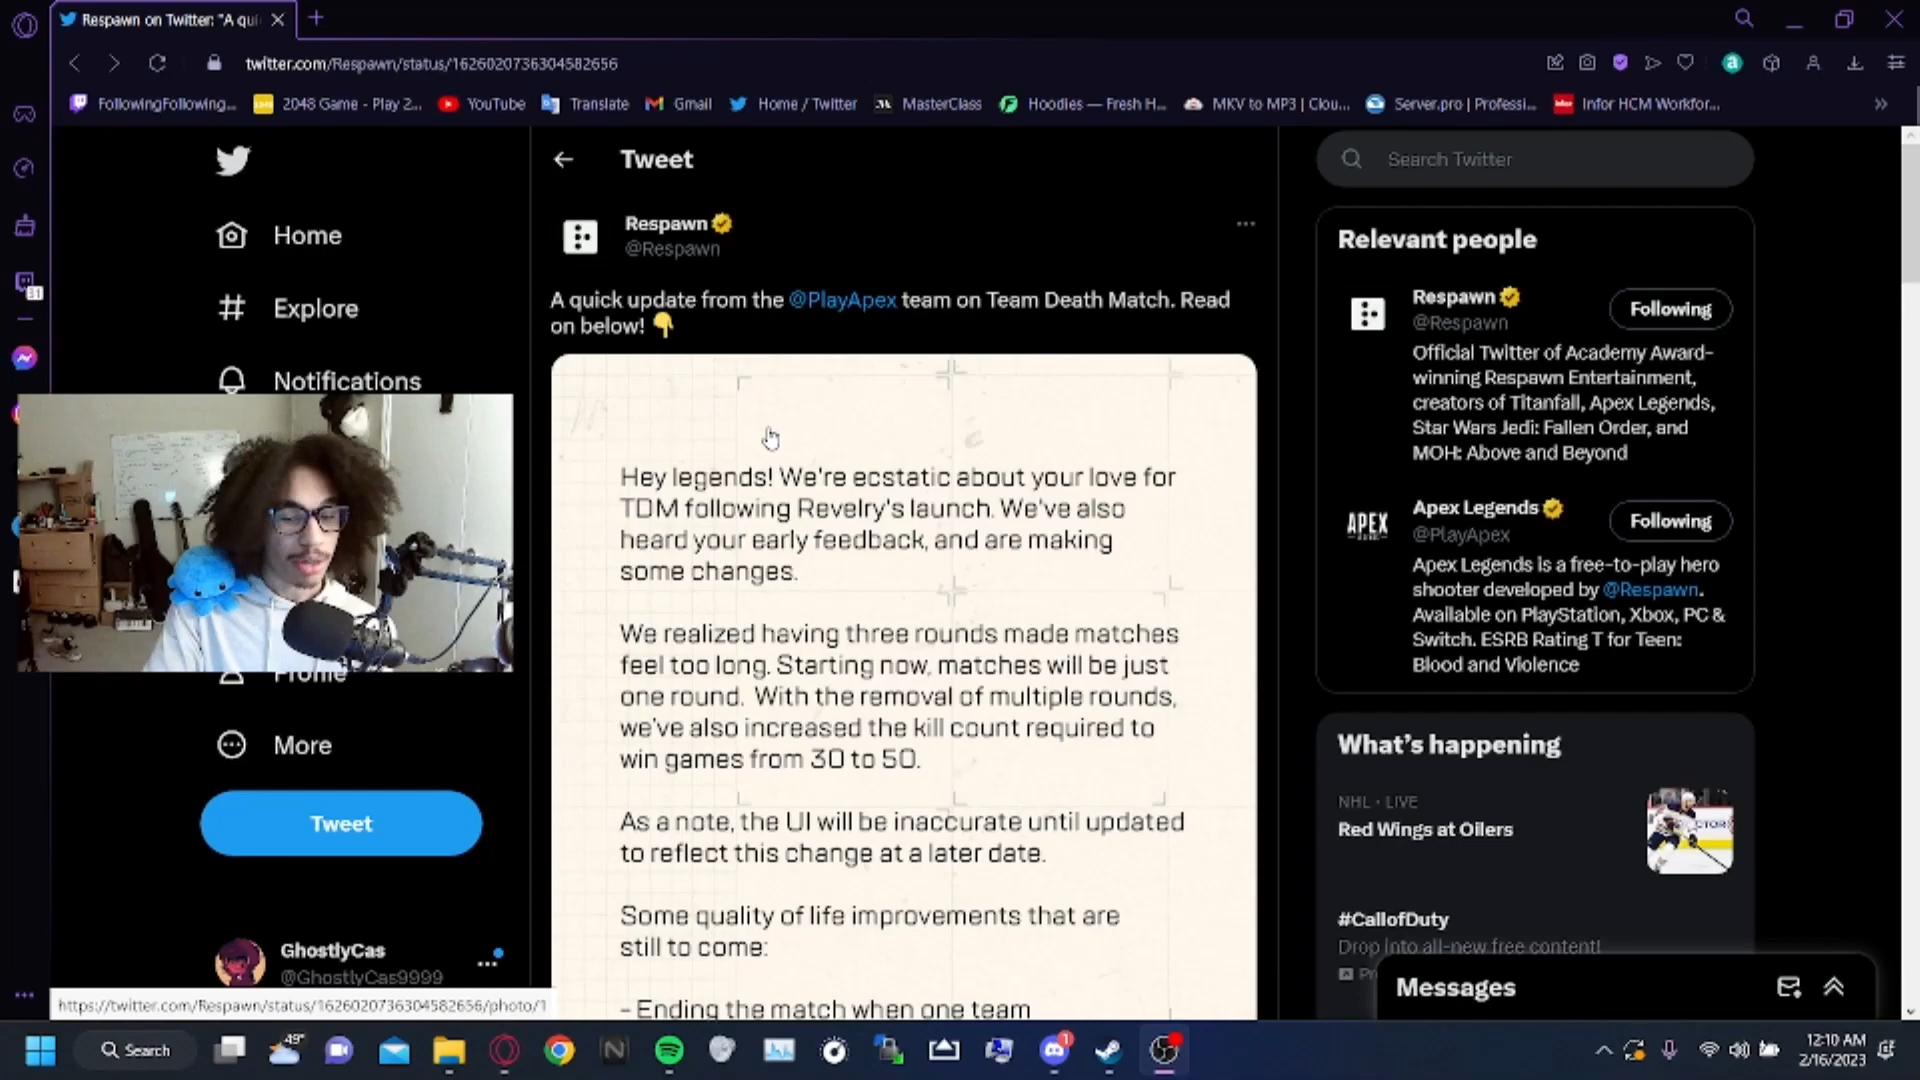 Respawn on Twitter: "A qui
twitter.com/Respawn/status/1626020736304582656
FollowingFollowing...
2048 Game - Play 2...
YouTube
Translate
Gmail
Home / Twitter
MasterClass
Hoodies — Fresh H...
MKV to MP3 | Clou...
Server.pro | Professi...
Infor HCM Workfor...
Home
Explore
Notifications
Profile
More
Tweet
GhostlyCas
@GhostlyCas9999
https://twitter.com/Respawn/status/1626020736304582656/photo/1
Tweet
Respawn
@Respawn
A quick update from the @PlayApex team on Team Death Match. Read
on below! 👇
Hey legends! We're ecstatic about your love for
TDM following Revelry's launch. We've also
heard your early feedback, and are making
some changes.
We realized having three rounds made matches
feel too long. Starting now, matches will be just
one round. With the removal of multiple rounds,
we've also increased the kill count required to
win games from 30 to 50.
As a note, the UI will be inaccurate until updated
to reflect this change at a later date.
Some quality of life improvements that are
still to come:
- Ending the match when one team
Search Twitter
Relevant people
Respawn
@Respawn
Following
Official Twitter of Academy Award-
winning Respawn Entertainment,
creators of Titanfall, Apex Legends,
Star Wars Jedi: Fallen Order, and
MOH: Above and Beyond
APEX
Apex Legends
@PlayApex
Following
Apex Legends is a free-to-play hero
shooter developed by @Respawn.
Available on PlayStation, Xbox, PC &
Switch. ESRB Rating T for Teen:
Blood and Violence
What's happening
NHL · LIVE
Red Wings at Oilers
#CallofDuty
Drop into all-new free content!
Messages
Search
49°
12:10 AM
2/16/2023